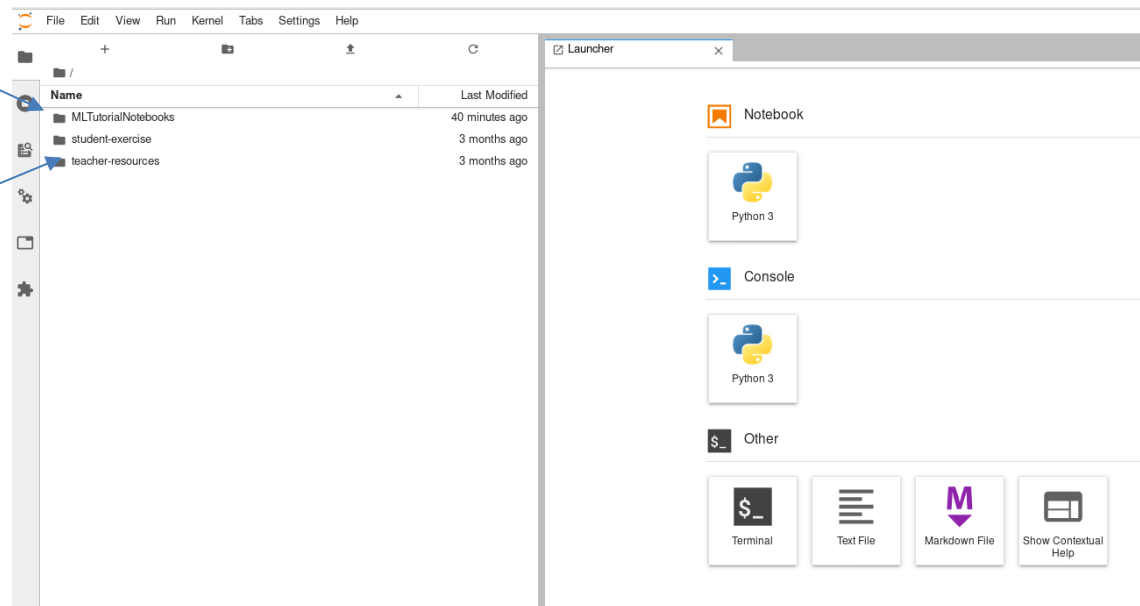 File Edit View Run Kernel Tabs Settings Help
Launcher
/
Name Last Modified
MLTutorialNotebooks 40 minutes ago
student-exercise 3 months ago
teacher-resources 3 months ago
Notebook
Python 3
Console
Python 3
$_ Other
$_
Terminal Text File Markdown File Show Contextual
Help